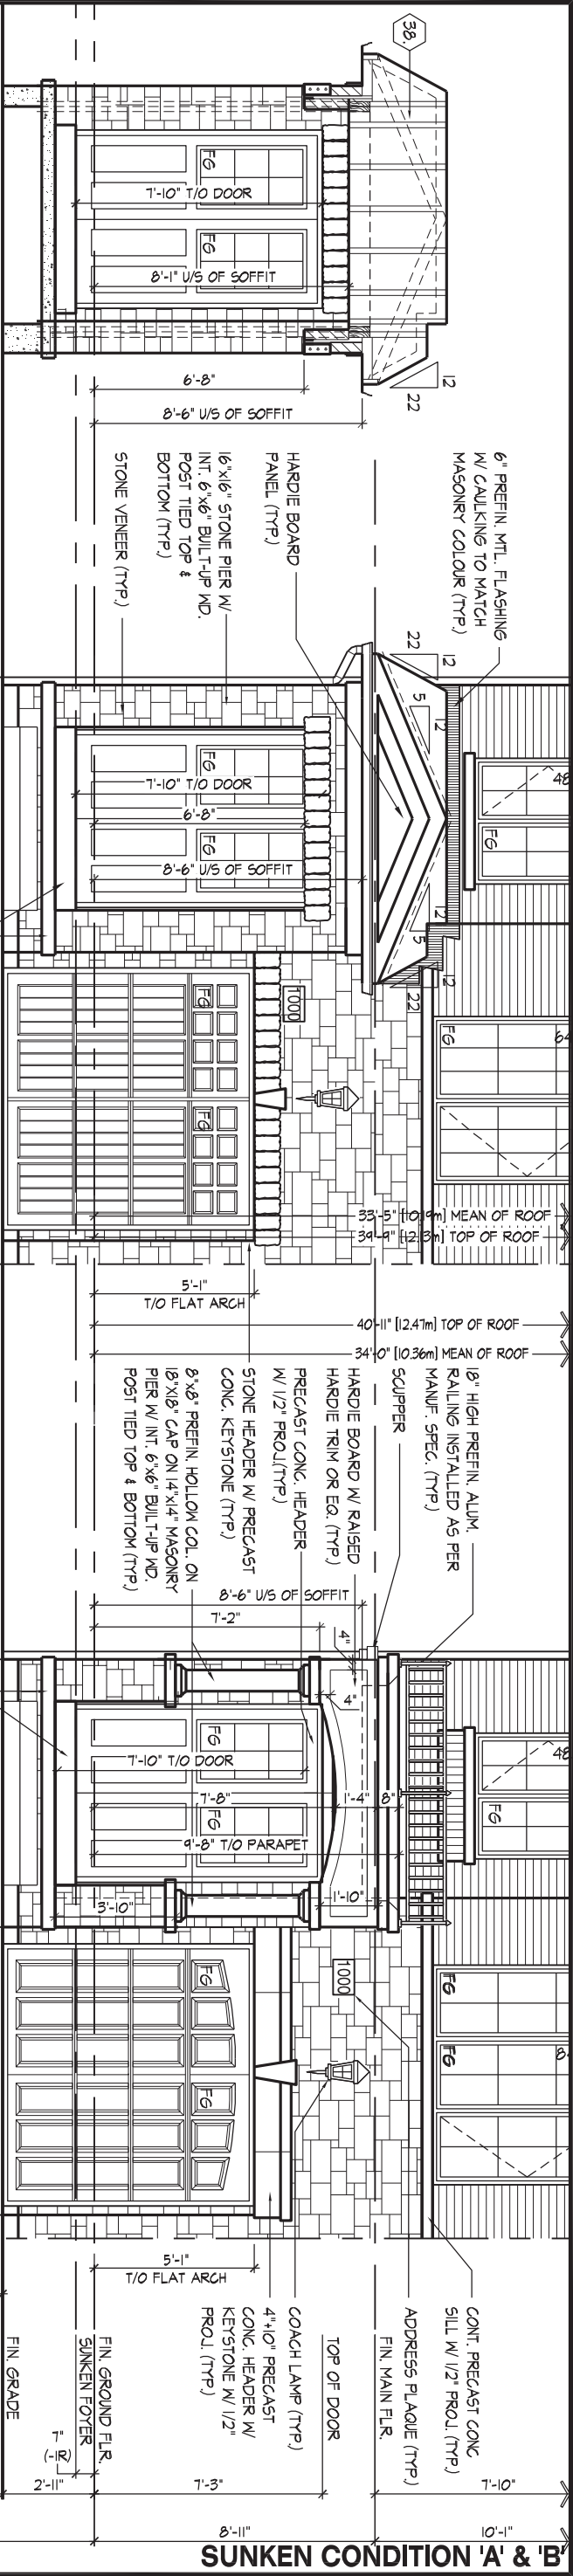 38.
FG
FG
7'-10" T/O DOOR
8'-1" U/S OF SOFFIT
12
22
6'-8"
8'-6" U/S OF SOFFIT
6" PREFIN. MTL. FLASHING
W/ CAULKING TO MATCH
MASONRY COLOUR (TYP.)
HARDIE BOARD
PANEL (TYP.)
16"x16" STONE PIER W/
INT. 6"x6" BUILT-UP WD.
POST TIED TOP &
BOTTOM (TYP.)
STONE VENEER (TYP.)
12
22
12
5
12
5
12
22
48
FG
FG
FG
7'-10" T/O DOOR
6'-8"
8'-6" U/S OF SOFFIT
FG
FG
1000
FG
64
33'-5" [10.19m] MEAN OF ROOF
39'-9" [12.13m] TOP OF ROOF
5'-1"
T/O FLAT ARCH
40'-11" [12.47m] TOP OF ROOF
34'-0" [10.36m] MEAN OF ROOF
18" HIGH PREFIN. ALUM.
RAILING INSTALLED AS PER
MANUF. SPEC. (TYP.)
SCUPPER
HARDIE BOARD W/ RAISED
HARDIE TRIM OR EQ. (TYP.)
PRECAST CONC. HEADER
W/ 1/2" PROJ.(TYP.)
STONE HEADER W/ PRECAST
CONC. KEYSTONE (TYP.)
8"x8" PREFIN. HOLLOW COL. ON
18"X18" CAP ON 14"x14" MASONRY
PIER W/ INT. 6"x6" BUILT-UP WD.
POST TIED TOP & BOTTOM (TYP.)
8'-6" U/S OF SOFFIT
7'-2"
4"
4"
48
FG
FG
FG
7'-10" T/O DOOR
7'-8"
1'-4"
8"
9'-8" T/O PARAPET
3'-10"
1'-10"
FG
FG
1000
FG
FG
8
5'-1"
T/O FLAT ARCH
CONT. PRECAST CONC
SILL W/ 1/2" PROJ. (TYP.)
ADDRESS PLAQUE (TYP.)
FIN. MAIN FLR.
TOP OF DOOR
COACH LAMP (TYP.)
4"+10" PRECAST
CONC. HEADER W/
KEYSTONE W/ 1/2"
PROJ. (TYP.)
FIN. GROUND FLR.
SUNKEN FOYER
FIN. GRADE
7"
(-1R)
2'-11"
7'-3"
7'-10"
8'-11"
10'-1"
SUNKEN CONDITION 'A' & 'B'